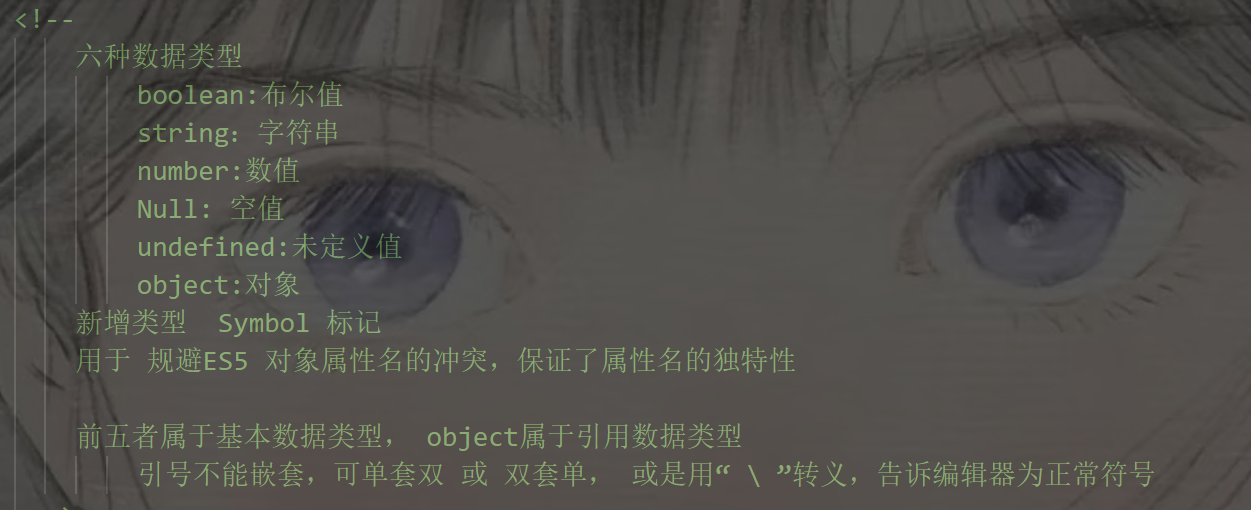 <!--
六种数据类型
boolean:布尔值
string: 字符串
number:数值
Null: 空值
undefined:未定义值
object:对象
新增类型  Symbol 标记
用于 规避ES5 对象属性名的冲突，保证了属性名的独特性
前五者属于基本数据类型， object属于引用数据类型
引号不能嵌套，可单套双 或 双套单， 或是用“ \ ”转义，告诉编辑器为正常符号